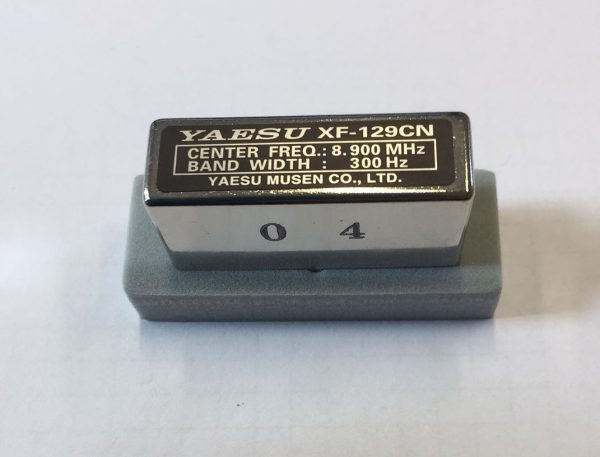 YAESU XF-129CN
CENTER FREQ.: 8.900 MHz
BAND WIDTH : 300 Hz
YAESU MUSEN CO., LTD.
0 4